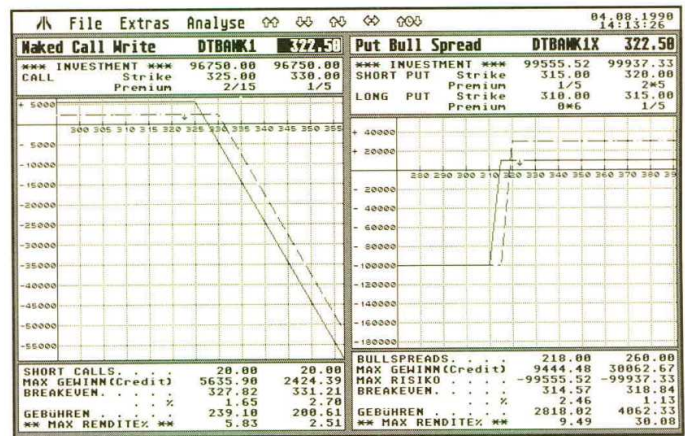 File Extras Analyse 04.08.1990
14:13:26
Naked Call Write DTBANK1 322.50
*** INVESTMENT *** 96750.00 96750.00
CALL Strike 325.00 330.00
Premium 2/15 1/5
+ 5000
300 305 310 315 320 325 330 335 340 345 350 355
- 5000
-10000
-15000
-20000
-25000
-30000
-35000
-40000
-45000
-50000
-55000
SHORT CALLS. . . . . 20.00 20.00
MAX GEWINN(Credit) 5635.90 2424.39
BREAKEVEN. . . . . 327.82 331.21
. . % 1.65 2.70
GEBüHREN . . . . . 239.10 200.61
** MAX RENDITE% ** 5.83 2.51
Put Bull Spread DTBANK1X 322.50
*** INVESTMENT *** 99555.52 99937.33
SHORT PUT Strike 315.00 320.00
Premium 1/5 2*5
LONG PUT Strike 310.00 315.00
Premium 0*6 1/5
+ 40000
+ 20000
280 290 300 310 320 330 340 350 360 370 380 39
- 20000
- 40000
- 60000
- 80000
-100000
-120000
-140000
-160000
-180000
BULLSPREADS. . . . . 218.00 260.00
MAX GEWINN(Credit) 9444.48 30062.67
MAX RISIKO . . . . -99555.52 -99937.33
BREAKEVEN. . . . . 314.57 318.84
. . % 2.46 1.13
GEBüHREN . . . . . 2818.02 4062.33
** MAX RENDITE% ** 9.49 30.08